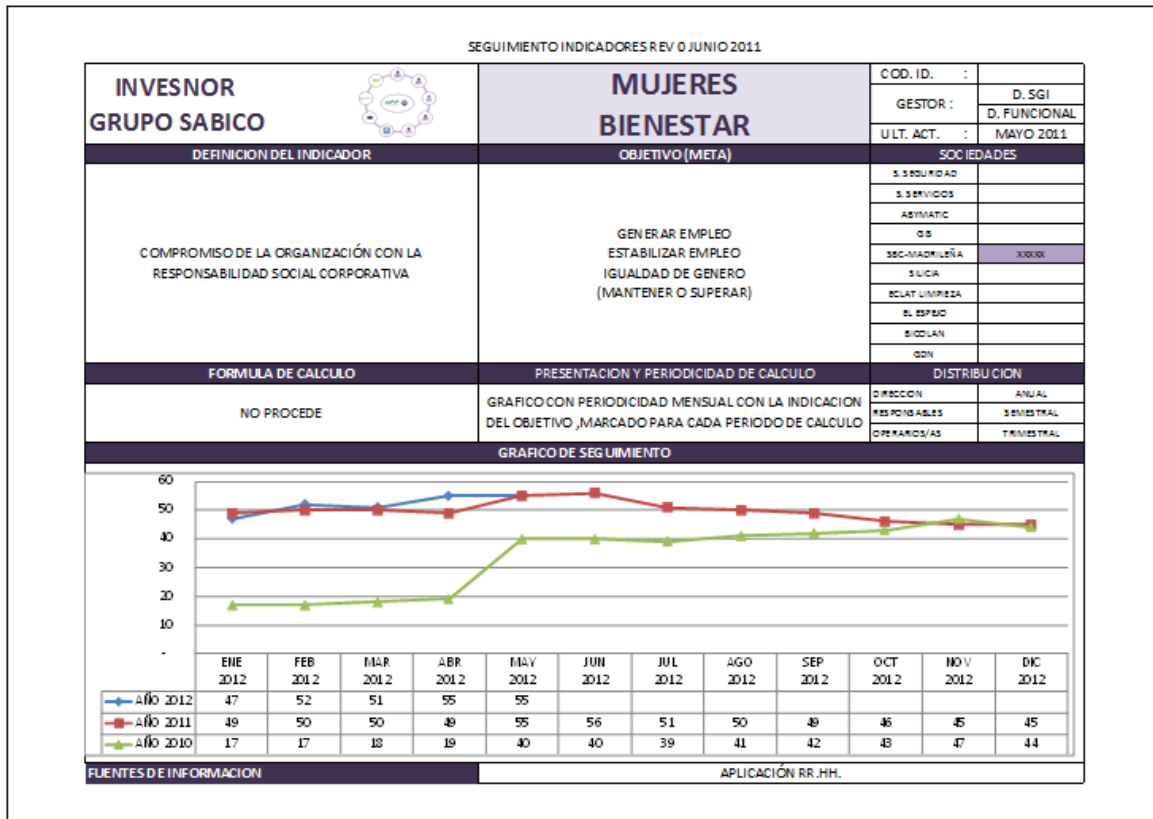 SEGUIMIENTO INDICADORES REV 0 JUNIO 2011
INVESNOR
GRUPO SABICO
MUJERES
BIENESTAR
COD. ID. :
GESTOR :
D. SGI
D. FUNCIONAL
ULT. ACT. : MAYO 2011
DEFINICION DEL INDICADOR
OBJETIVO (META)
SOCIEDADES
COMPROMISO DE LA ORGANIZACIÓN CON LA
RESPONSABILIDAD SOCIAL CORPORATIVA
GENERAR EMPLEO
ESTABILIZAR EMPLEO
IGUALDAD DE GENERO
(MANTENER O SUPERAR)
S. SEGURIDAD
S. SERVICIOS
ABYMATIC
GIS
SBC-MADRILEÑA XXXXX
SILICIA
ECLAT LIMPIEZA
EL ESPEJO
BICOLAN
GDN
FORMULA DE CALCULO
PRESENTACION Y PERIODICIDAD DE CALCULO
DISTRIBUCION
NO PROCEDE
GRAFICO CON PERIODICIDAD MENSUAL CON LA INDICACION
DEL OBJETIVO ,MARCADO PARA CADA PERIODO DE CALCULO
DIRECCION ANUAL
RESPONSABLES SEMESTRAL
OPERARIOS/AS TRIMESTRAL
GRAFICO DE SEGUIMIENTO
60
50
40
30
20
10
-
ENE 2012 FEB 2012 MAR 2012 ABR 2012 MAY 2012 JUN 2012 JUL 2012 AGO 2012 SEP 2012 OCT 2012 NOV 2012 DIC 2012
AÑO 2012 47 52 51 55 55
AÑO 2011 49 50 50 49 55 56 51 50 49 46 45 45
AÑO 2010 17 17 18 19 40 40 39 41 42 43 47 44
FUENTES DE INFORMACION
APLICACIÓN RR.HH.